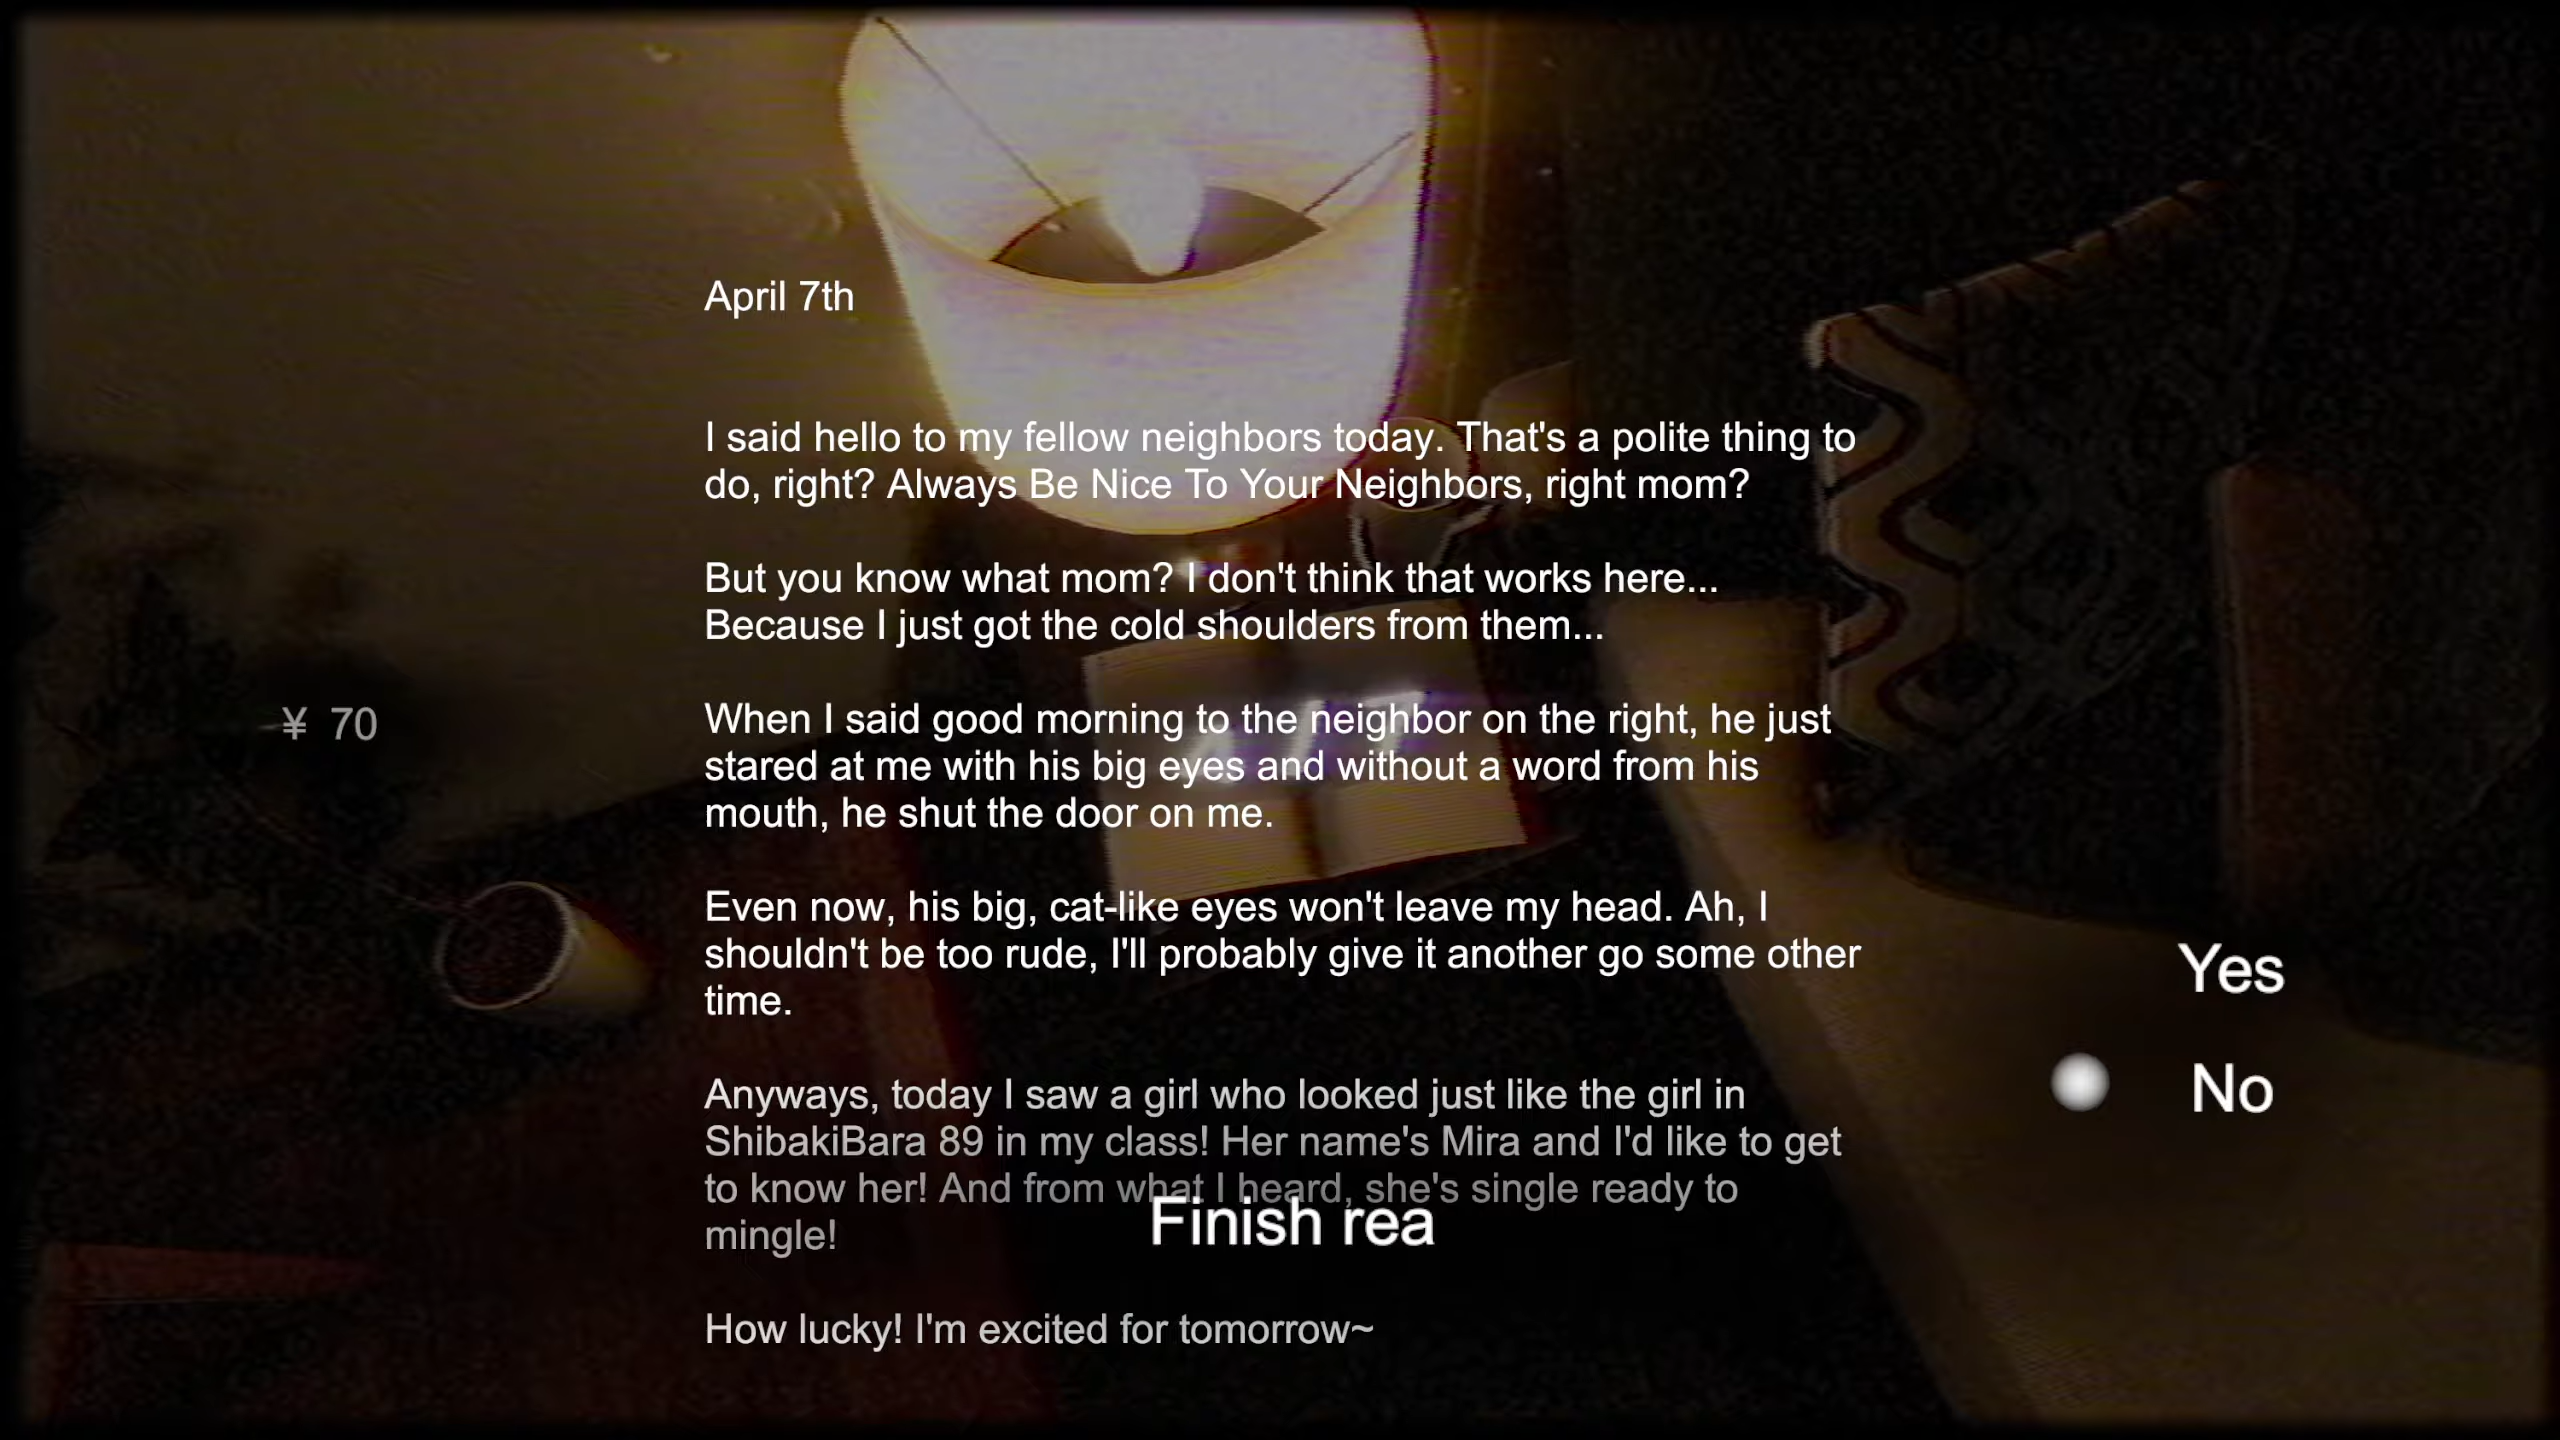 April 7th
I said hello to my fellow neighbors today. That's a polite thing to
do, right? Always Be Nice To Your Neighbors, right mom?
But you know what mom? I don't think that works here...
Because I just got the cold shoulders from them...
¥ 70
When I said good morning to the neighbor on the right, he just
stared at me with his big eyes and without a word from his
mouth, he shut the door on me.
Even now, his big, cat-like eyes won't leave my head. Ah, I
shouldn't be too rude, I'll probably give it another go some other
time.
Yes
No
Anyways, today I saw a girl who looked just like the girl in
ShibakiBara 89 in my class! Her name's Mira and I'd like to get
to know her! And from what I heard, she's single ready to
mingle!
Finish rea
How lucky! I'm excited for tomorrow~